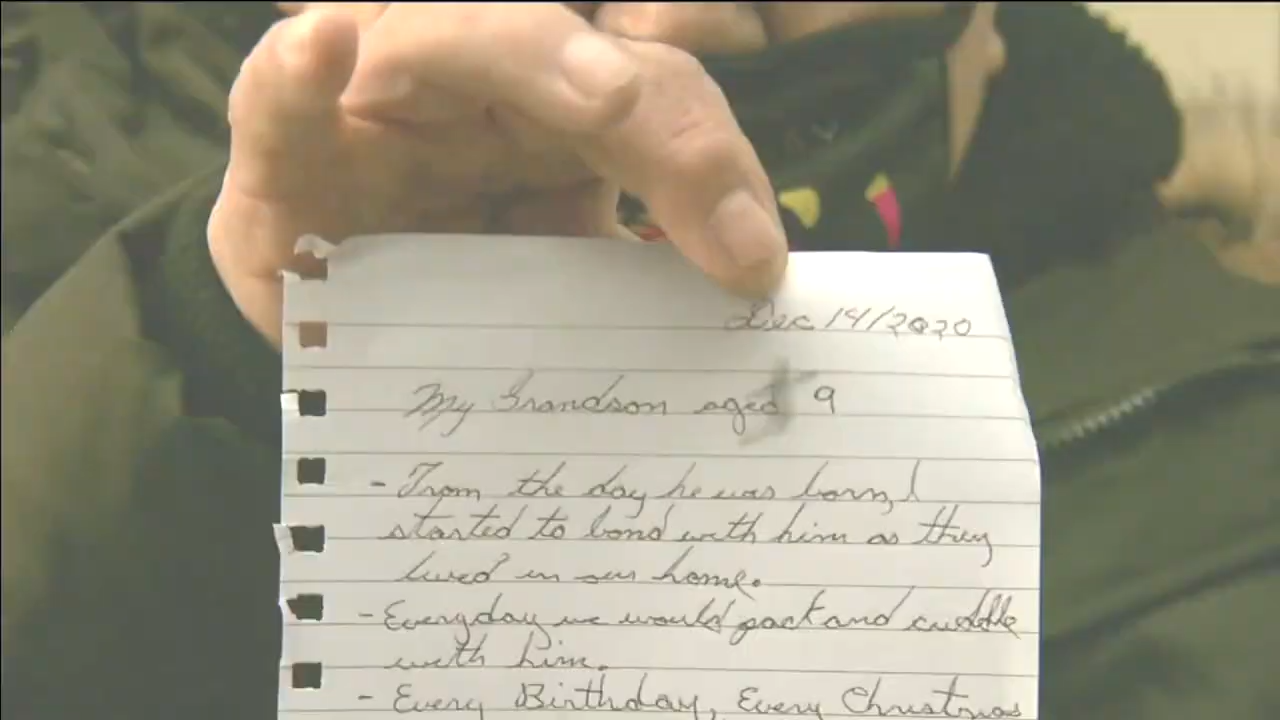 Dec 14/2020
My Grandson aged 9
- From the day he was born, I
started to bond with him as they
lived in our home.
- Everyday we would pack and cuddle
with him.
- Every Birthday, Every Christmas